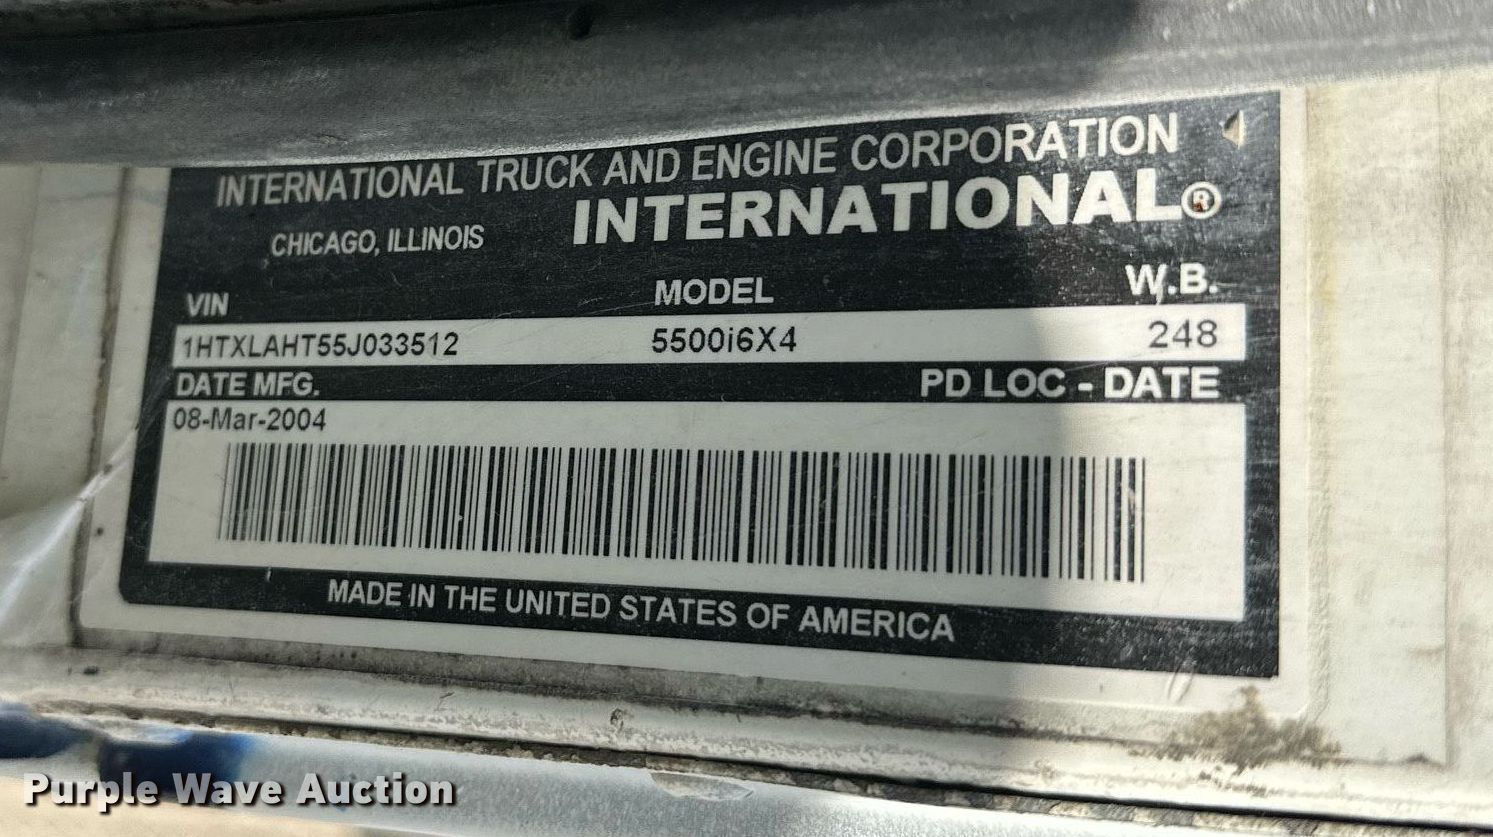 INTERNATIONAL TRUCK AND ENGINE CORPORATION
CHICAGO, ILLINOIS INTERNATIONAL®
VIN MODEL W.B.
1HTXLAHT55J033512 5500i6X4 248
DATE MFG. PD LOC - DATE
08-Mar-2004
MADE IN THE UNITED STATES OF AMERICA
Purple Wave Auction